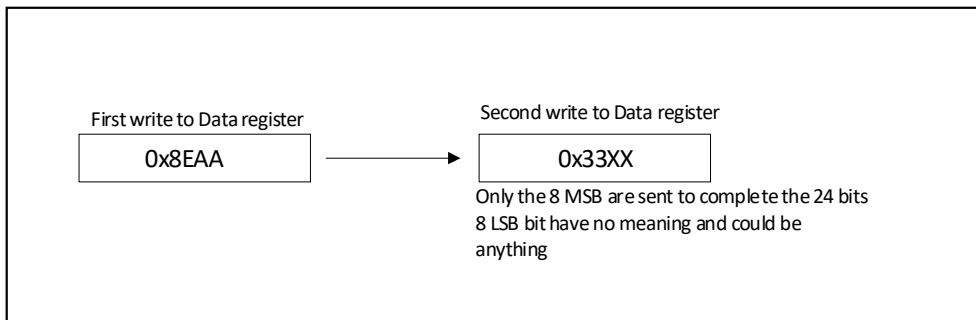 First write to Data register
0x8EAA
Second write to Data register
0x33XX
Only the 8 MSB are sent to complete the 24 bits
8 LSB bit have no meaning and could be
anything